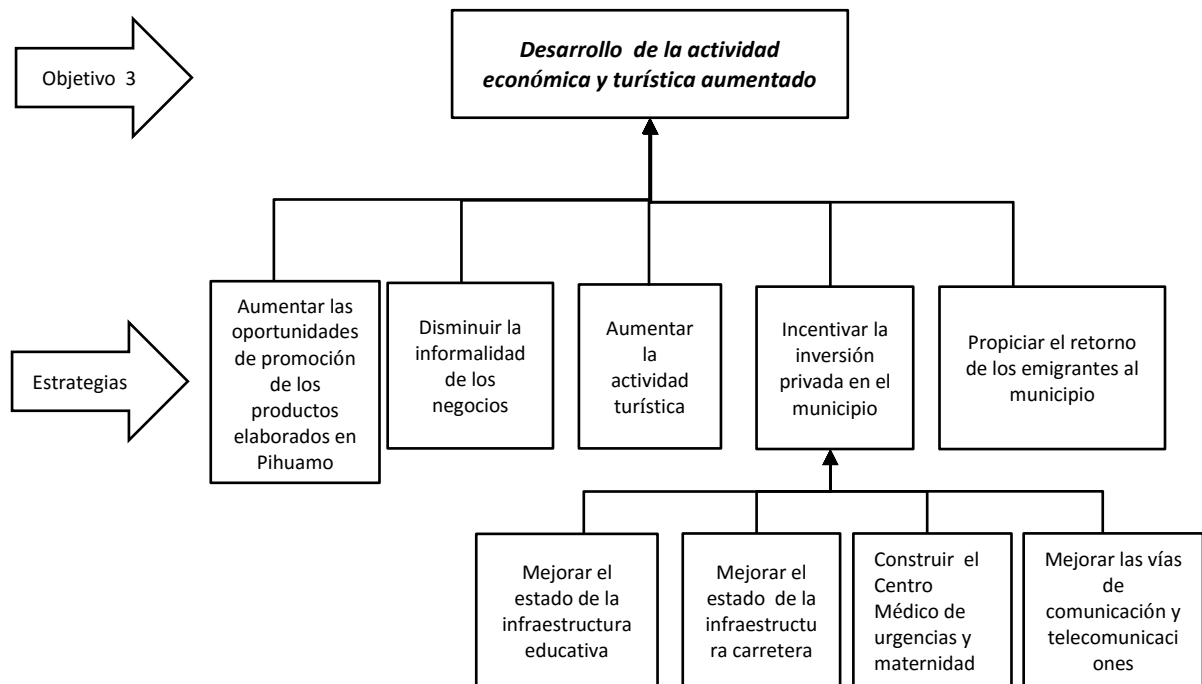 Objetivo 3
Desarrollo de la actividad
económica y turística aumentado
Estrategias
Aumentar las
oportunidades
de promoción
de los
productos
elaborados en
Pihuamo
Disminuir la
informalidad
de los
negocios
Aumentar
la
actividad
turística
Incentivar la
inversión
privada en el
municipio
Propiciar el retorno
de los emigrantes al
municipio
Mejorar el
estado de la
infraestructura
educativa
Mejorar el
estado de la
infraestructu
ra carretera
Construir el
Centro
Médico de
urgencias y
maternidad
Mejorar las vías
de
comunicación y
telecomunicaci
ones